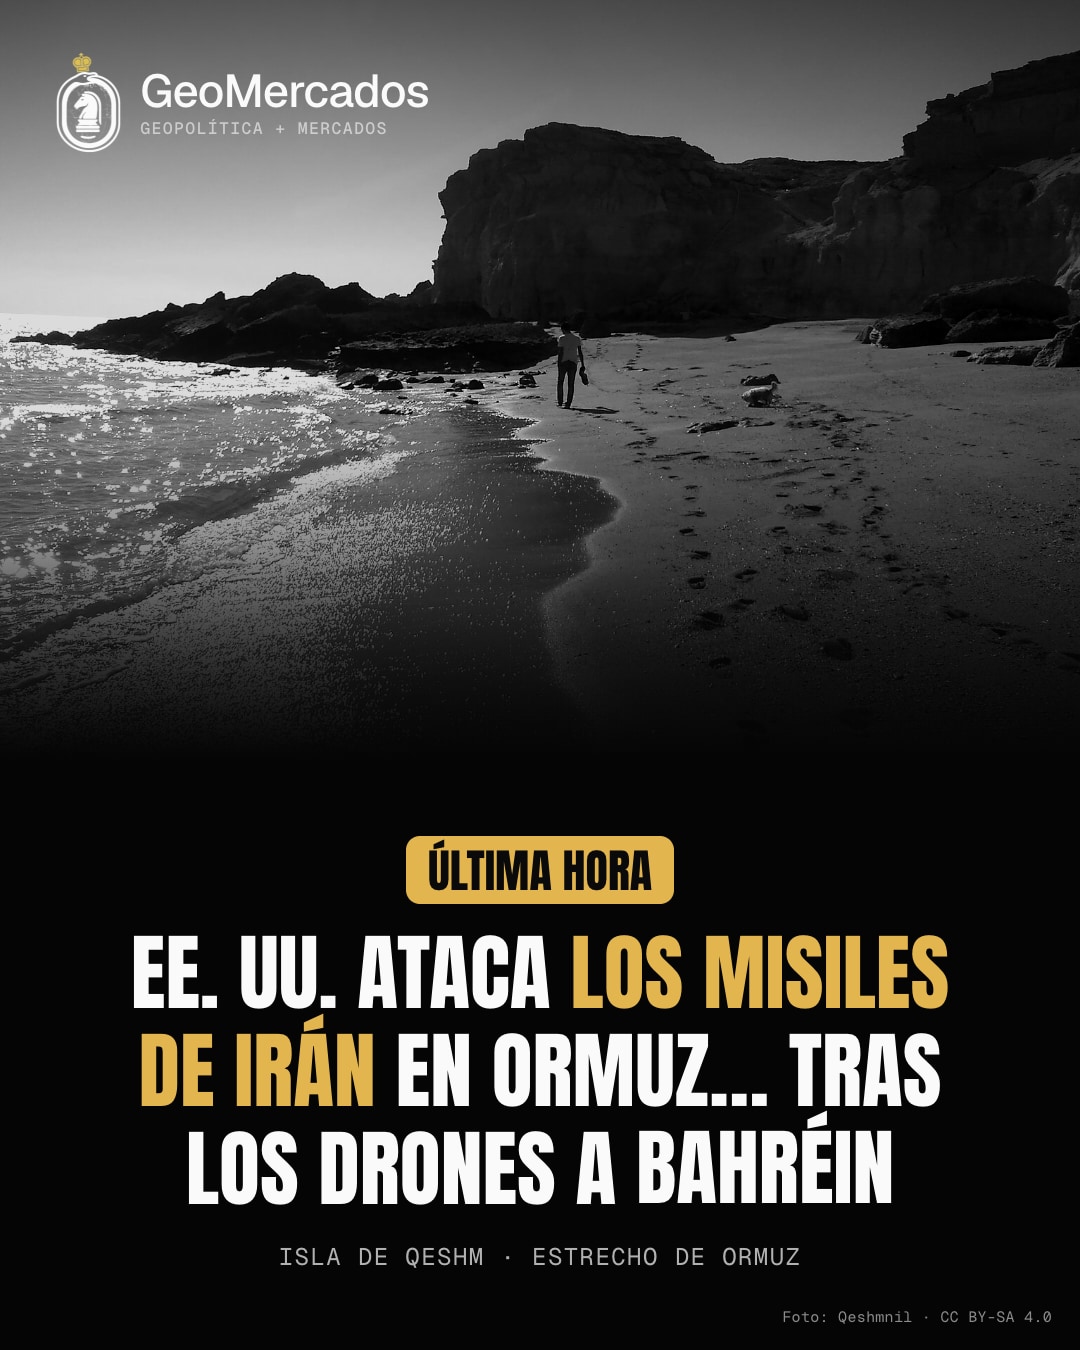 GeoMercados
GEOPOLÍTICA + MERCADOS
ÚLTIMA HORA
EE. UU. ATACA LOS MISILES
DE IRÁN EN ORMUZ... TRAS
LOS DRONES A BAHRÉIN
ISLA DE QESHM · ESTRECHO DE ORMUZ
Foto: Qeshmnil · CC BY-SA 4.0